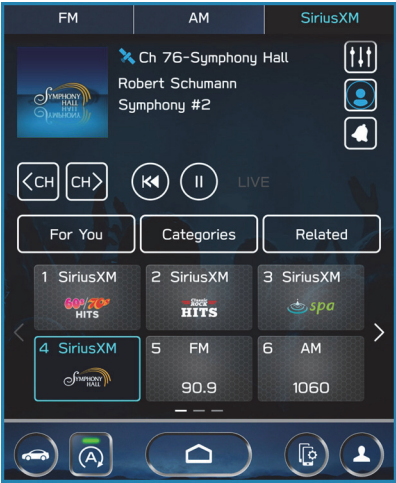 FM AM SiriusXM
Ch 76-Symphony Hall
Robert Schumann
Symphony #2
SYMPHONY
HALL
<CH CH> LIVE
For You Categories Related
1 SiriusXM 2 SiriusXM 3 SiriusXM
60s/70s Classic ROCK spa
HITS HITS
4 SiriusXM 5 FM 6 AM
SYMPHONY
HALL
90.9 1060
A